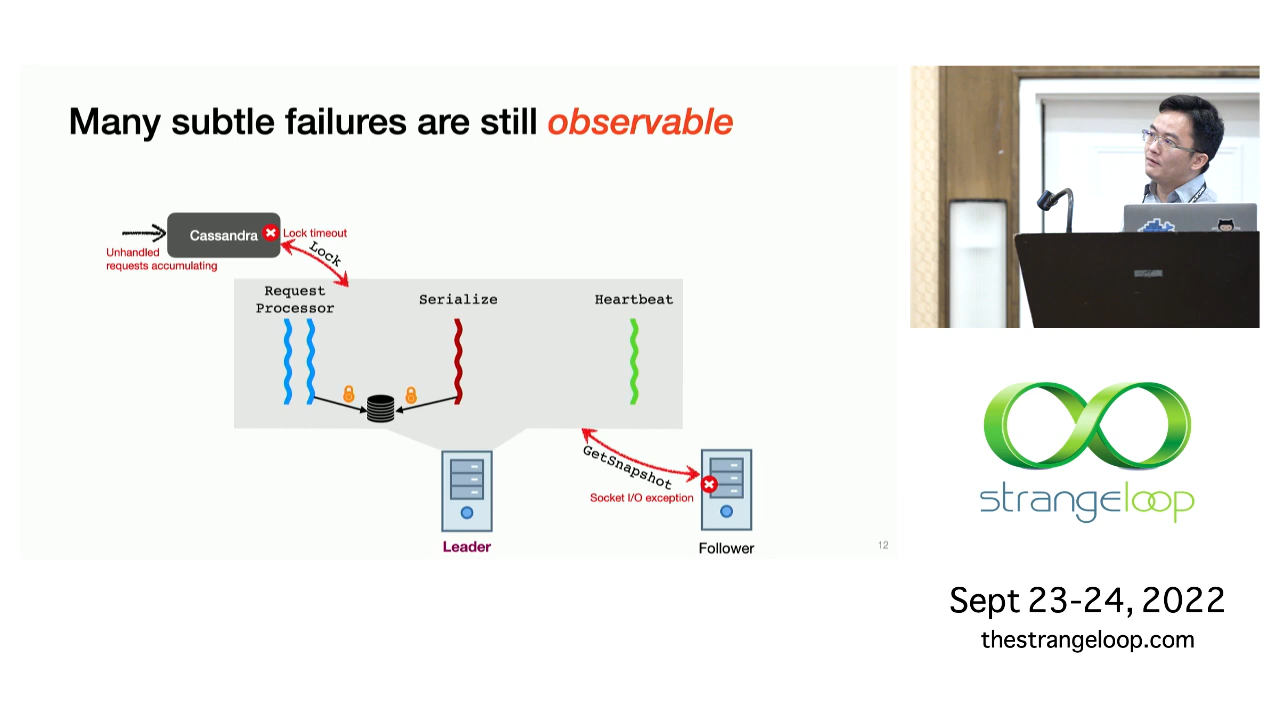 Many subtle failures are still observable
Cassandra
Lock timeout
Lock
Unhandled
requests accumulating
Request
Processor
Serialize
Heartbeat
GetSnapshot
Socket I/O exception
Leader
Follower
12
strangeloop
Sept 23-24, 2022
thestrangeloop.com